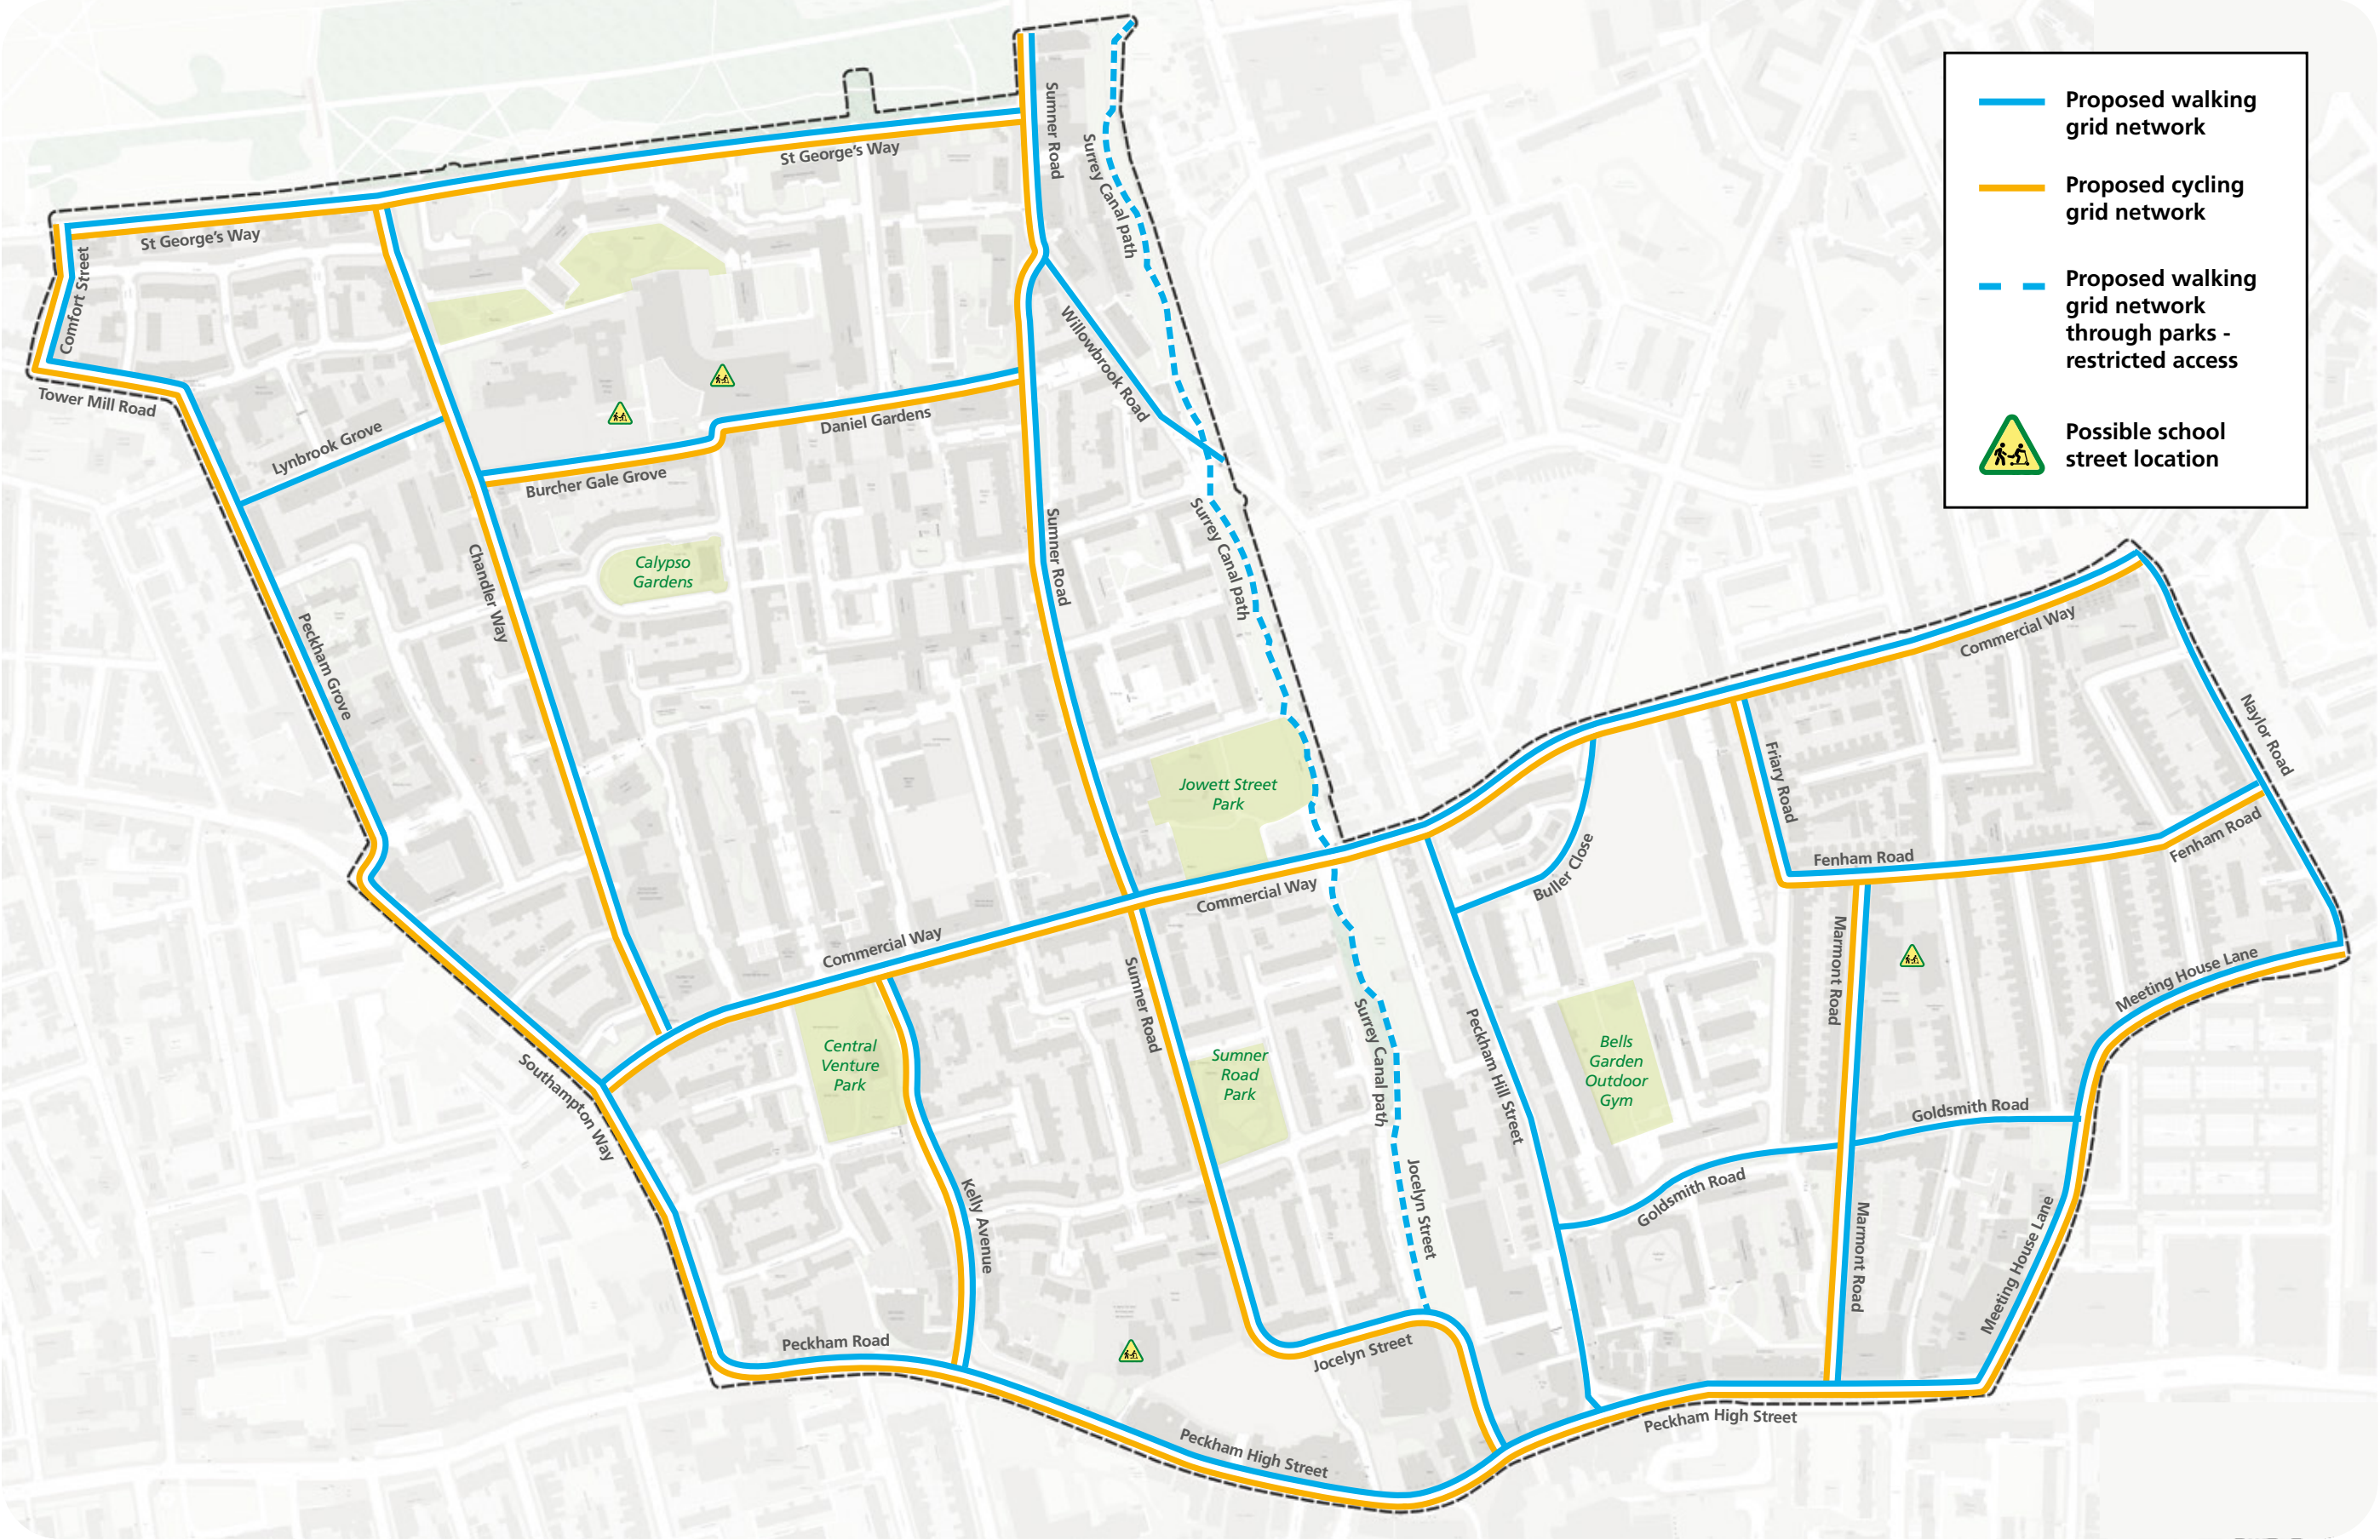 Proposed walking
grid network
Proposed cycling
grid network
Proposed walking
grid network
through parks -
restricted access
Possible school
street location
Sumner Road
Surrey Canal path
St George's Way
St George's Way
Comfort Street
Tower Mill Road
Lynbrook Grove
Willowbrook Road
Daniel Gardens
Burcher Gale Grove
Chandler Way
Calypso
Gardens
Sumner Road
Surrey Canal path
Peckham Grove
Commercial Way
Naylor Road
Friary Road
Jowett Street
Park
Fenham Road
Fenham Road
Buller Close
Commercial Way
Commercial Way
Marmont Road
Meeting House Lane
Sumner Road
Surrey Canal path
Peckham Hill Street
Central
Venture
Park
Sumner
Road
Park
Bells
Garden
Outdoor
Gym
Southampton Way
Goldsmith Road
Goldsmith Road
Kelly Avenue
Jocelyn Street
Marmont Road
Meeting House Lane
Peckham Road
Jocelyn Street
Peckham High Street
Peckham High Street